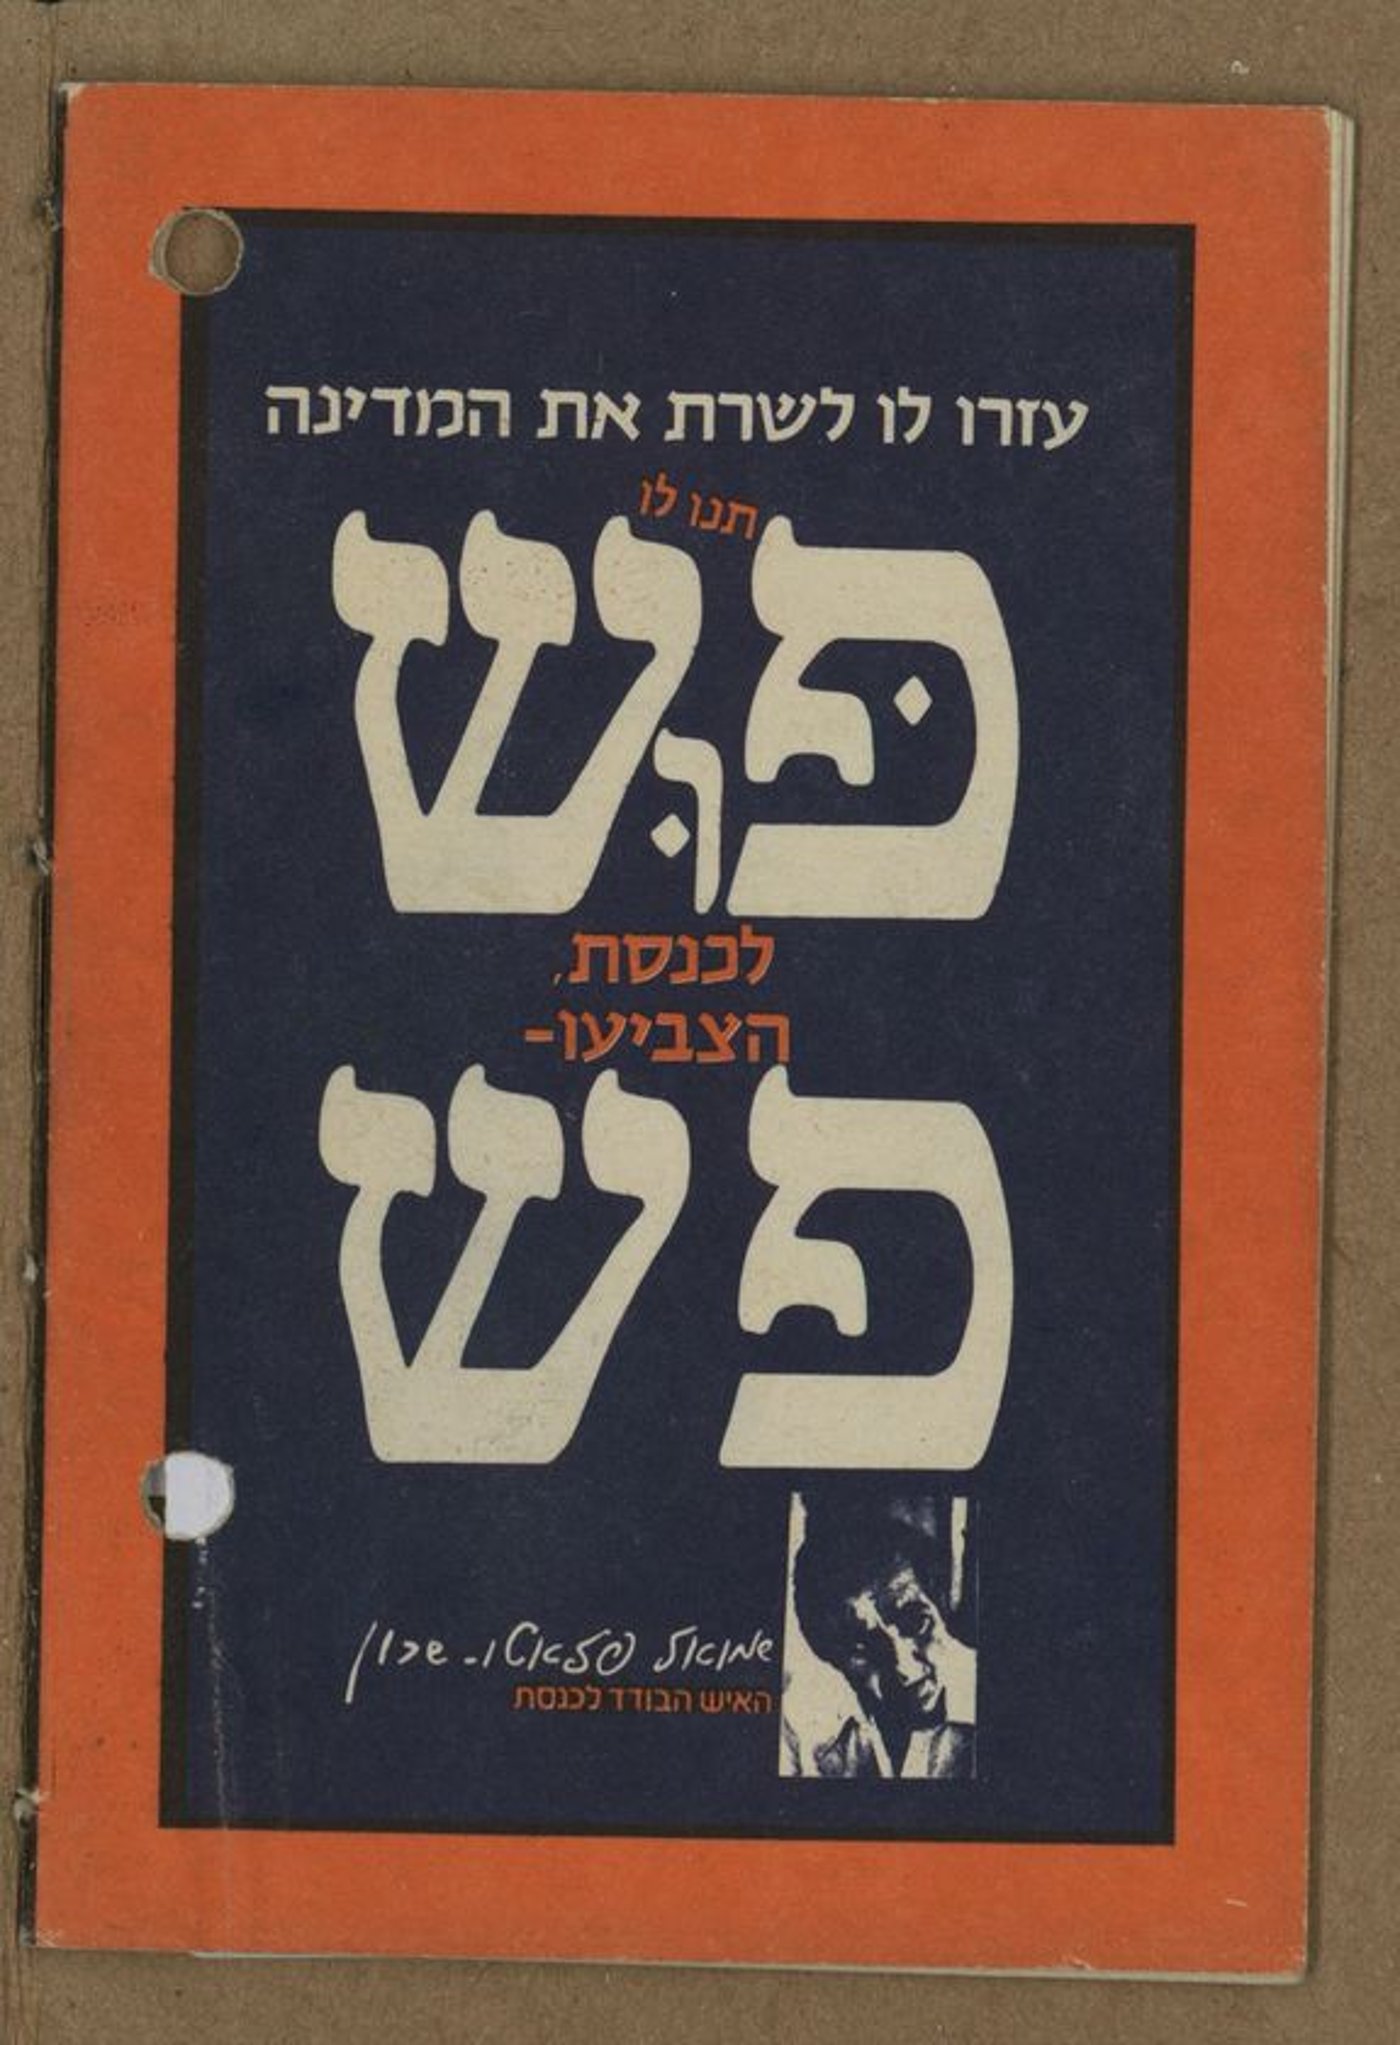 עזרו לו לשרת את המדינה
תנו לו
פּוּש
לכנסת,
הצביעו-
פש
שמואל פלאטו-שרון
האיש הבודד לכנסת